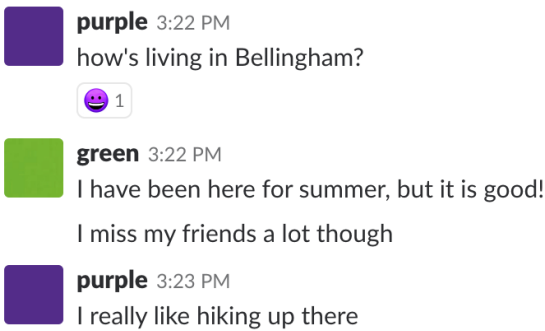 purple 3:22 PM
how's living in Bellingham?
1
green 3:22 PM
I have been here for summer, but it is good!
I miss my friends a lot though
purple 3:23 PM
I really like hiking up there